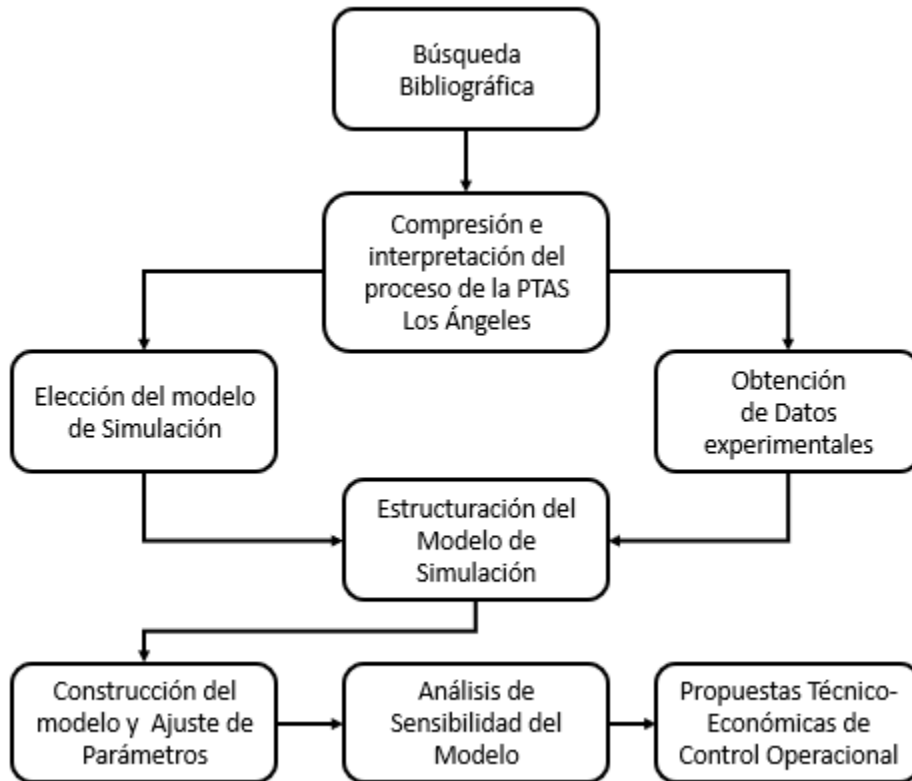 Búsqueda
Bibliográfica
Compresión e
interpretación del
proceso de la PTAS
Los Ángeles
Elección del modelo
de Simulación
Obtención
de Datos
experimentales
Estructuración del
Modelo de
Simulación
Construcción del
modelo y Ajuste de
Parámetros
Análisis de
Sensibilidad del
Modelo
Propuestas Técnico-
Económicas de
Control Operacional